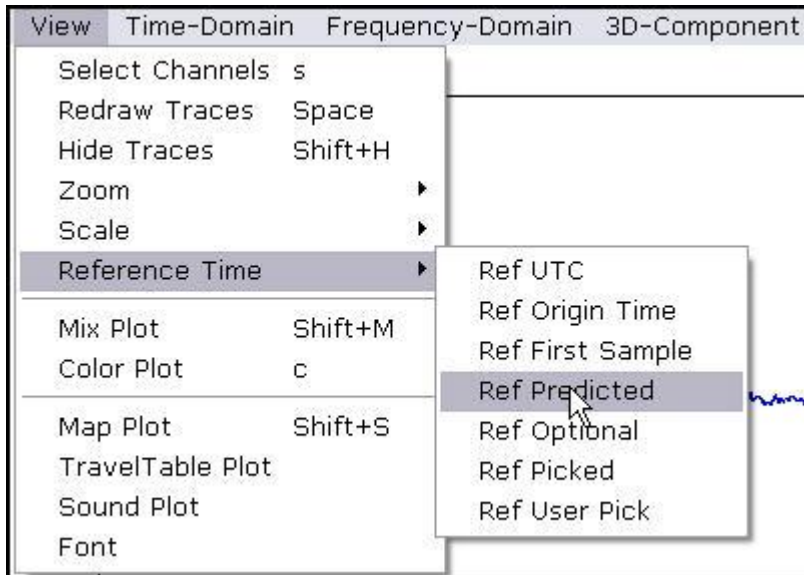 View Time-Domain Frequency-Domain 3D-Component
Select Channels s
Redraw Traces Space
Hide Traces Shift+H
Zoom
Scale
Reference Time
Mix Plot Shift+M
Color Plot c
Map Plot Shift+S
TravelTable Plot
Sound Plot
Font
Ref UTC
Ref Origin Time
Ref First Sample
Ref Predicted
Ref Optional
Ref Picked
Ref User Pick